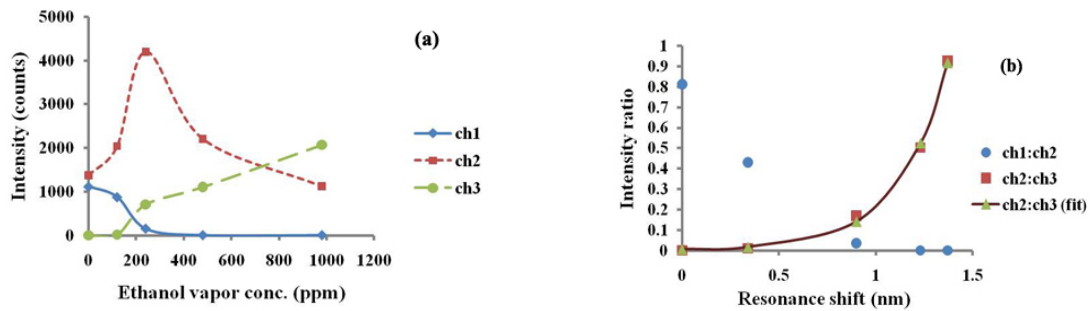 (a)
5000
4000
3000
2000
1000
0
0 200 400 600 800 1000 1200
Intensity (counts)
Ethanol vapor conc. (ppm)
ch1
ch2
ch3
(b)
1
0.9
0.8
0.7
0.6
0.5
0.4
0.3
0.2
0.1
0
0 0.5 1 1.5
Intensity ratio
Resonance shift (nm)
ch1:ch2
ch2:ch3
ch2:ch3 (fit)